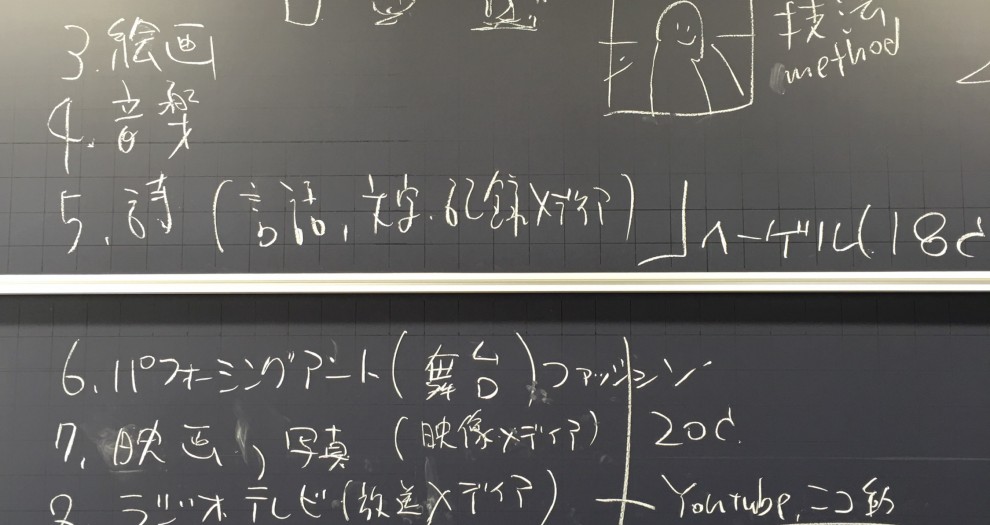 3. 絵画
技法
method
4. 音楽
5. 詩 (言語, 文字. 記録メディア)
ヘーゲル(18c
6. パフォーミングアート(舞台) ファッション
7. 映画, 写真 (映像メディア) 20c.
8. ラジオ テレビ(放送メディア) Youtube, ニコ動